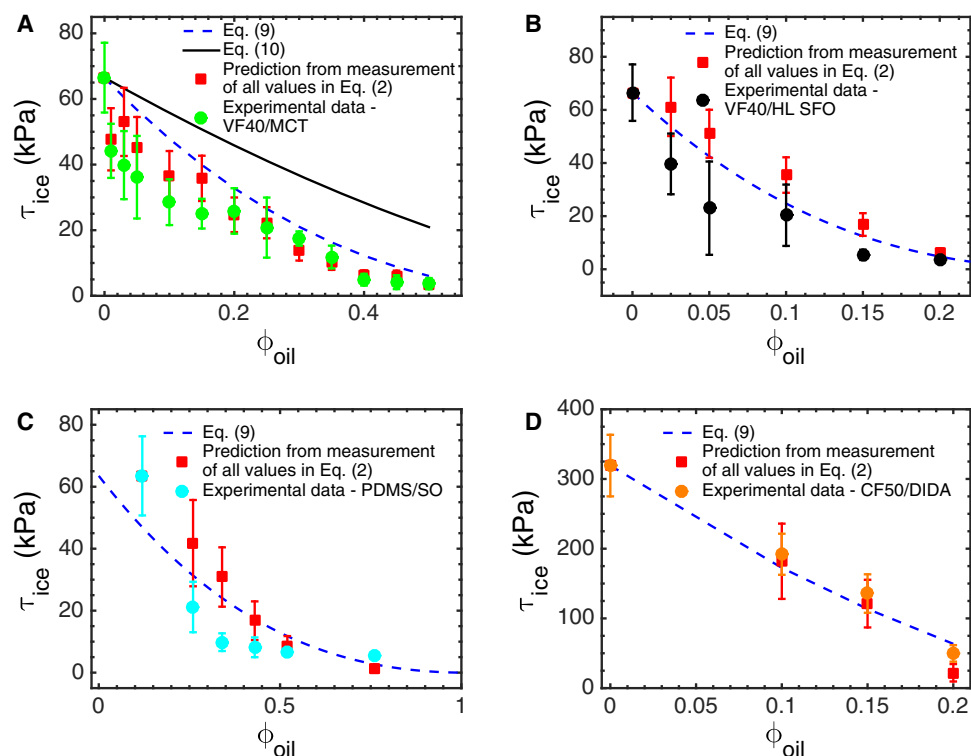 A
Eq. (9)
Eq. (10)
Prediction from measurement
of all values in Eq. (2)
Experimental data -
VF40/MCT
80
60
40
20
0
τice (kPa)
0
0.2
0.4
ϕoil
B
Eq. (9)
Prediction from measurement
of all values in Eq. (2)
Experimental data -
VF40/HL SFO
80
60
40
20
0
τice (kPa)
0
0.05
0.1
0.15
0.2
ϕoil
C
Eq. (9)
Prediction from measurement
of all values in Eq. (2)
Experimental data - PDMS/SO
80
60
40
20
0
τice (kPa)
0
0.5
1
ϕoil
D
Eq. (9)
Prediction from measurement
of all values in Eq. (2)
Experimental data - CF50/DIDA
400
300
200
100
0
τice (kPa)
0
0.05
0.1
0.15
0.2
ϕoil